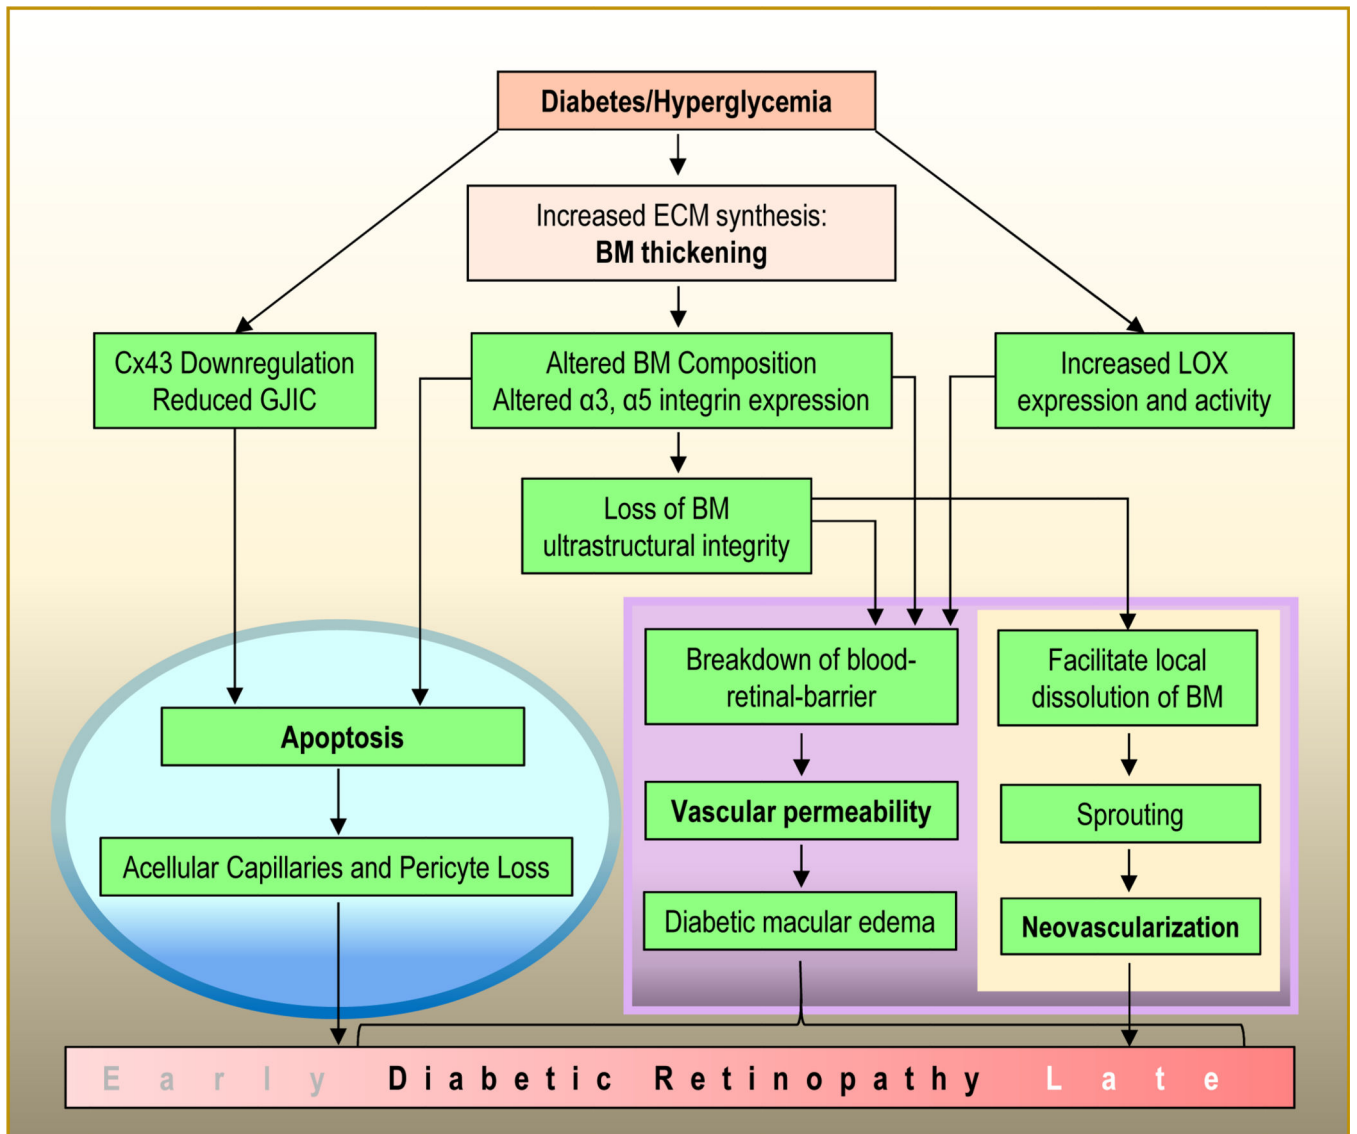 Diabetes/Hyperglycemia
Increased ECM synthesis:
BM thickening
Cx43 Downregulation
Reduced GJIC
Altered BM Composition
Altered α3, α5 integrin expression
Increased LOX
expression and activity
Loss of BM
ultrastructural integrity
Apoptosis
Acellular Capillaries and Pericyte Loss
Breakdown of blood-
retinal-barrier
Vascular permeability
Diabetic macular edema
Facilitate local
dissolution of BM
Sprouting
Neovascularization
Early Diabetic Retinopathy Late